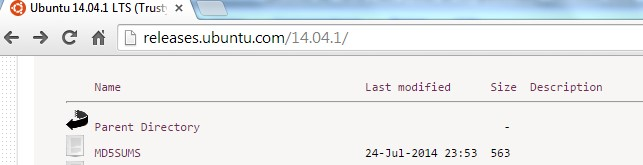 Ubuntu 14.04.1 LTS (Trust
releases.ubuntu.com/14.04.1/
Name Last modified Size Description
Parent Directory -
MD5SUMS 24-Jul-2014 23:53 563